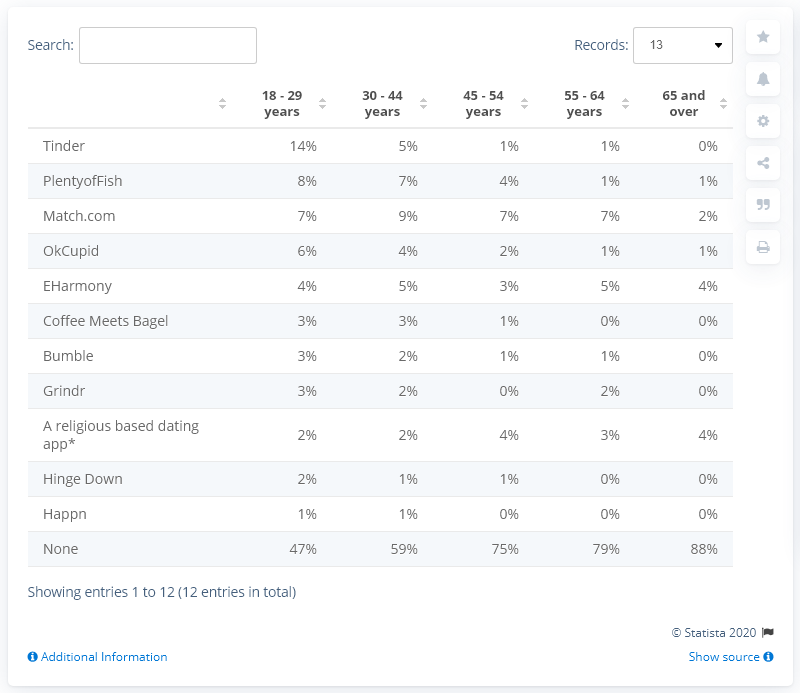 Search:
Records: 13
18 - 29 years 30 - 44 years 45 - 54 years 55 - 64 years 65 and over
Tinder 14% 5% 1% 1% 0%
PlentyofFish 8% 7% 4% 1% 1%
Match.com 7% 9% 7% 7% 2%
OkCupid 6% 4% 2% 1% 1%
EHarmony 4% 5% 3% 5% 4%
Coffee Meets Bagel 3% 3% 1% 0% 0%
Bumble 3% 2% 1% 1% 0%
Grindr 3% 2% 0% 2% 0%
A religious based dating app* 2% 2% 4% 3% 4%
Hinge Down 2% 1% 1% 0% 0%
Happn 1% 1% 0% 0% 0%
None 47% 59% 75% 79% 88%
Showing entries 1 to 12 (12 entries in total)
© Statista 2020
Additional Information
Show source